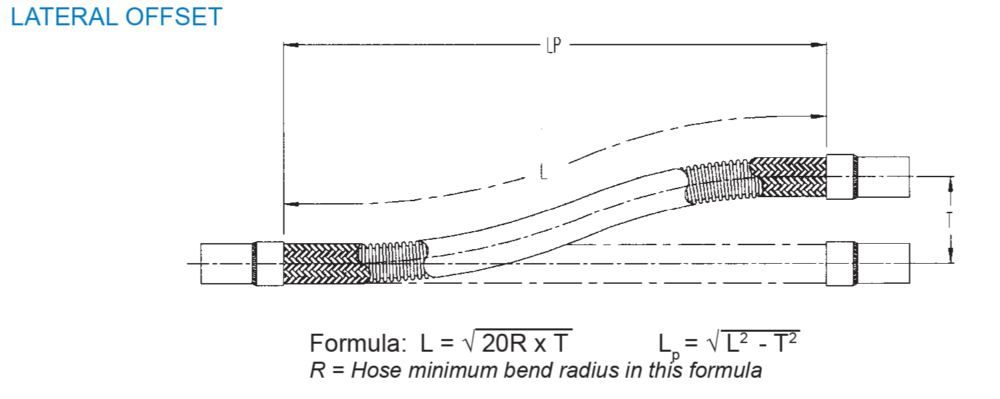 LATERAL OFFSET
LP
L
T
Formula: L = √20R x T Lp = √L² - T²
R = Hose minimum bend radius in this formula